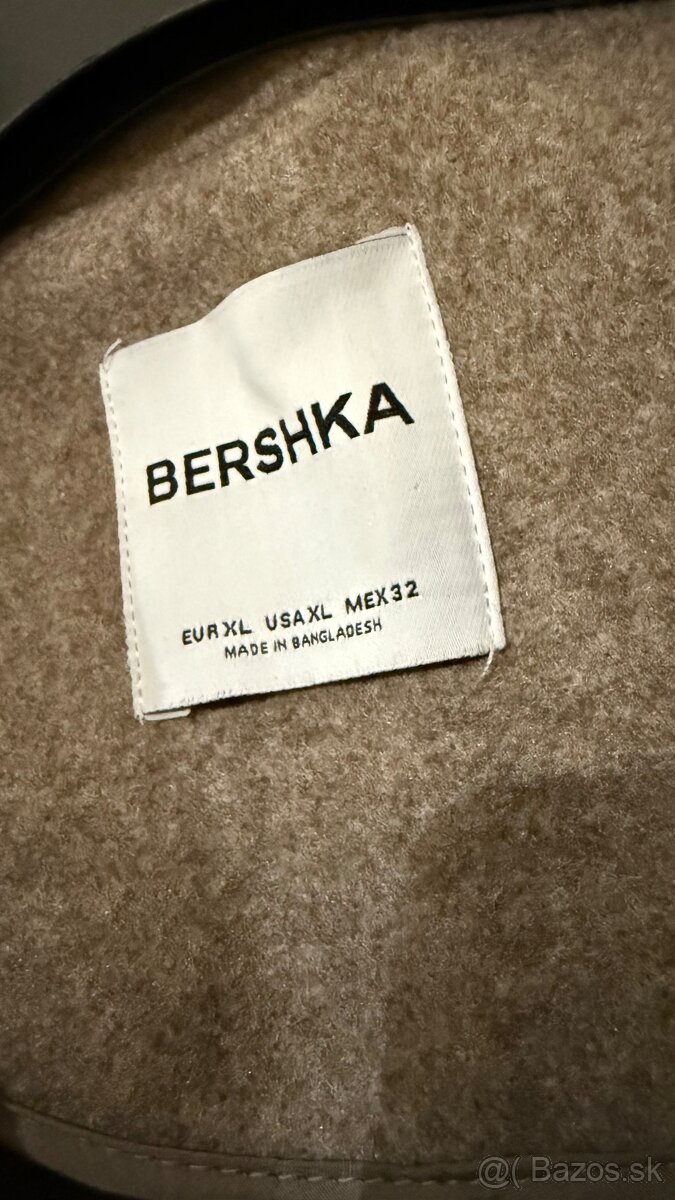 BERSHKA
EUR XL USA XL MEX 32
MADE IN BANGLADESH
@( Bazos.sk